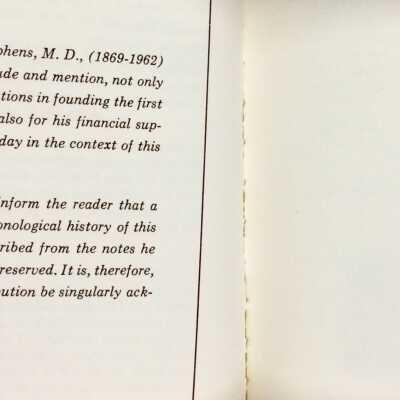 phens, M. D., (1869-1962)
ude and mention, not only
tions in founding the first
also for his financial sup-
day in the context of this
inform the reader that a
onological history of this
ribed from the notes he
reserved. It is, therefore,
ution be singularly ack-